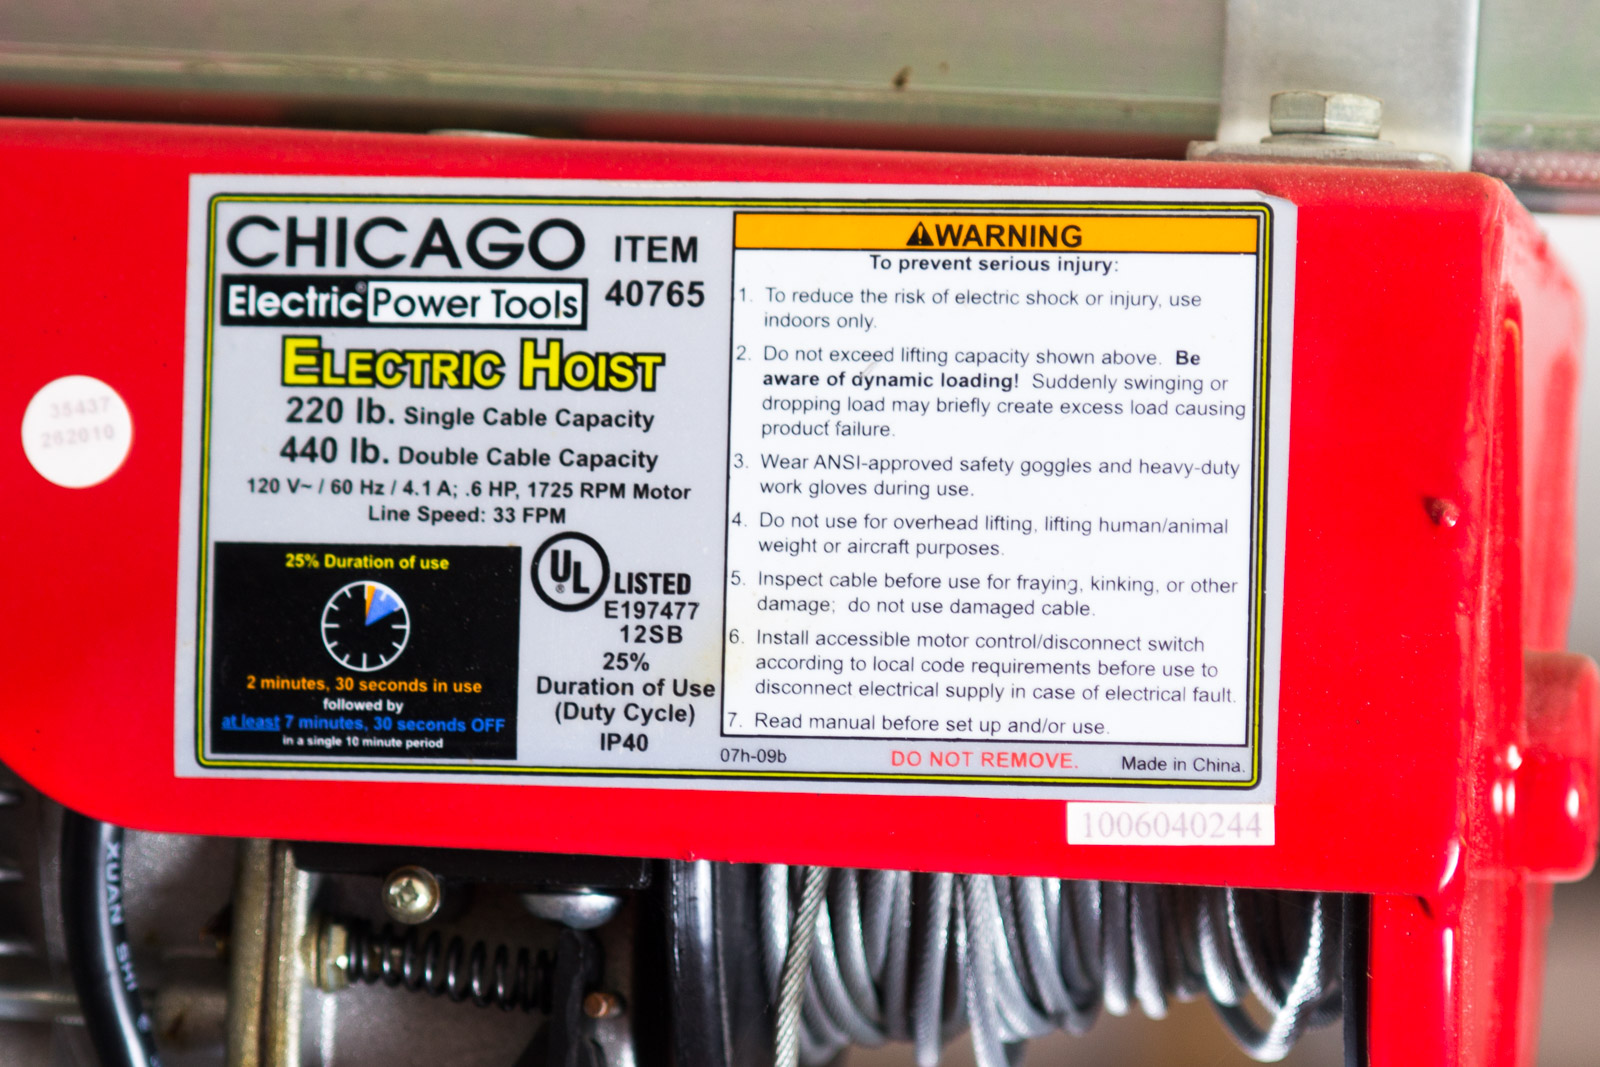 CHICAGO
Electric® Power Tools
ITEM
40765
ELECTRIC HOIST
220 lb. Single Cable Capacity
440 lb. Double Cable Capacity
120 V~ / 60 Hz / 4.1 A; .6 HP, 1725 RPM Motor
Line Speed: 33 FPM
25% Duration of use
2 minutes, 30 seconds in use
followed by
at least 7 minutes, 30 seconds OFF
in a single 10 minute period
UL LISTED
E197477
12SB
25%
Duration of Use
(Duty Cycle)
IP40
WARNING
To prevent serious injury:
1. To reduce the risk of electric shock or injury, use
indoors only.
2. Do not exceed lifting capacity shown above. Be
aware of dynamic loading! Suddenly swinging or
dropping load may briefly create excess load causing
product failure.
3. Wear ANSI-approved safety goggles and heavy-duty
work gloves during use.
4. Do not use for overhead lifting, lifting human/animal
weight or aircraft purposes.
5. Inspect cable before use for fraying, kinking, or other
damage; do not use damaged cable.
6. Install accessible motor control/disconnect switch
according to local code requirements before use to
disconnect electrical supply in case of electrical fault.
7. Read manual before set up and/or use.
07h-09b
DO NOT REMOVE.
Made in China.
1006040244
35437
262010
XUAN SHI